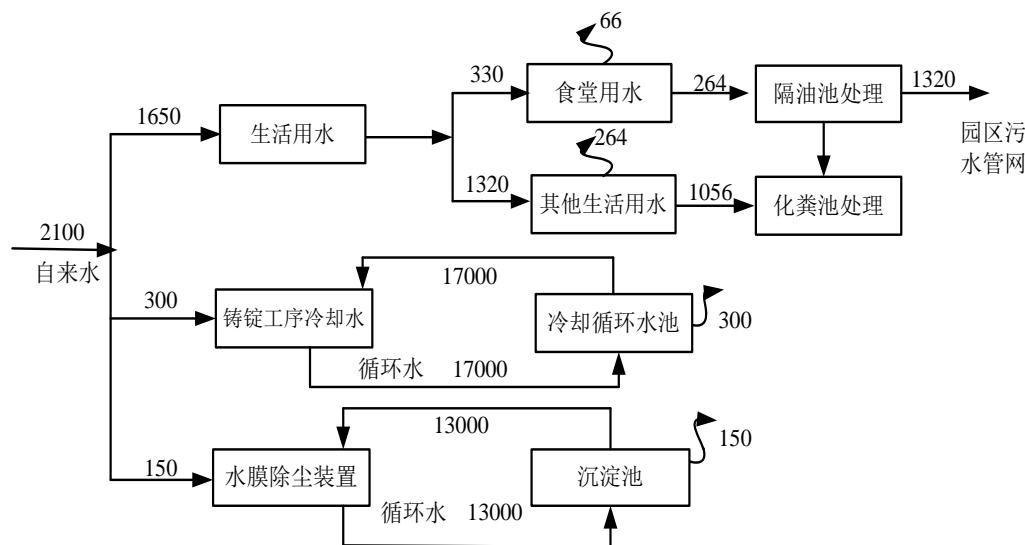 66
330
食堂用水
264
隔油池处理
1320
1650
生活用水
园区污
水管网
264
1320
其他生活用水
1056
化粪池处理
2100
自来水
17000
300
铸锭工序冷却水
冷却循环水池
300
循环水 17000
13000
150
150
水膜除尘装置
沉淀池
循环水 13000